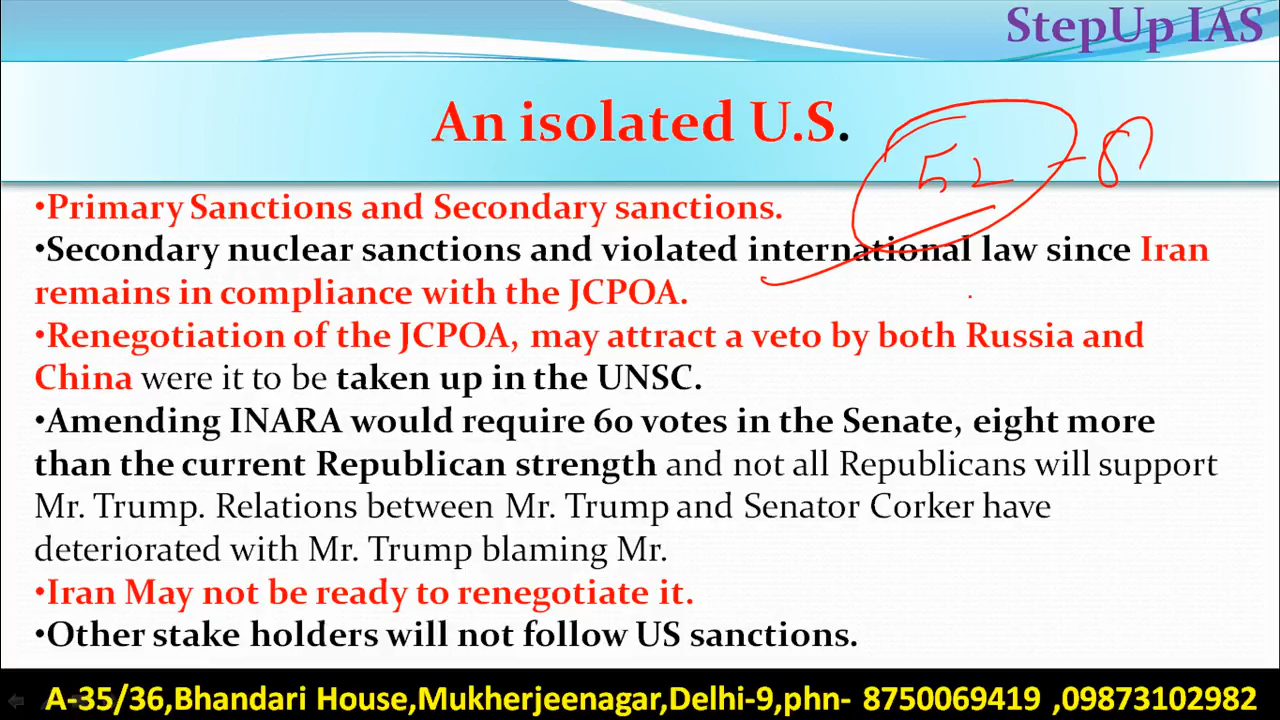 StepUp IAS
An isolated U.S.
52 - 8
•Primary Sanctions and Secondary sanctions.
•Secondary nuclear sanctions and violated international law since Iran
remains in compliance with the JCPOA.
•Renegotiation of the JCPOA, may attract a veto by both Russia and
China were it to be taken up in the UNSC.
•Amending INARA would require 60 votes in the Senate, eight more
than the current Republican strength and not all Republicans will support
Mr. Trump. Relations between Mr. Trump and Senator Corker have
deteriorated with Mr. Trump blaming Mr.
•Iran May not be ready to renegotiate it.
•Other stake holders will not follow US sanctions.
A-35/36,Bhandari House,Mukherjeenagar,Delhi-9,phn- 8750069419 ,09873102982